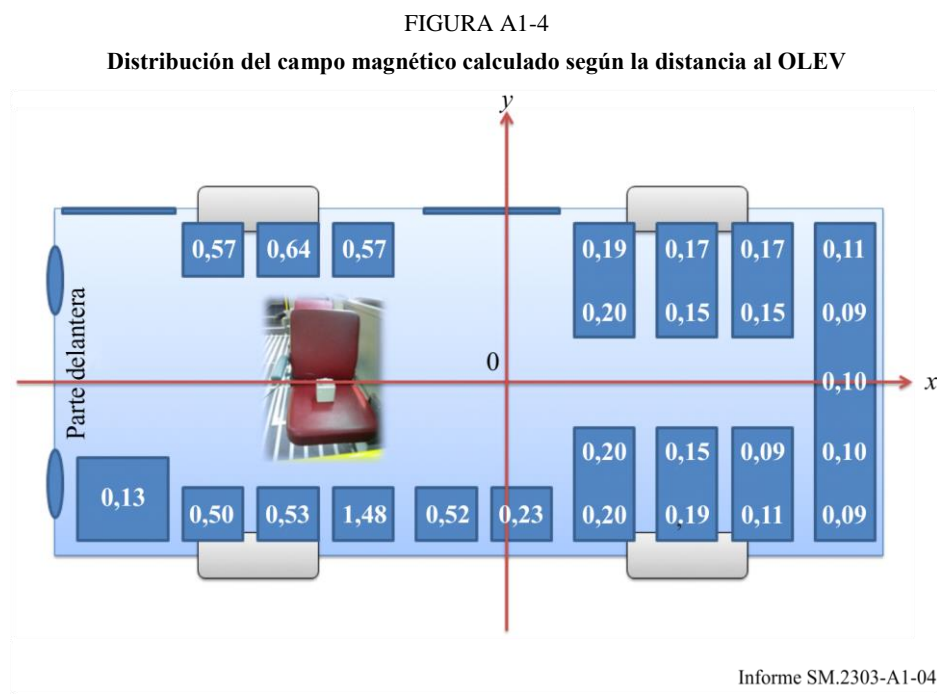 FIGURA A1-4
Distribución del campo magnético calculado según la distancia al OLEV
y
0,57 0,64 0,57 0,19 0,17 0,17 0,11
0,20 0,15 0,15 0,09
0
Parte delantera
0,10 x
0,20 0,15 0,09 0,10
0,13
0,50 0,53 1,48 0,52 0,23 0,20 0,19 0,11 0,09
Informe SM.2303-A1-04